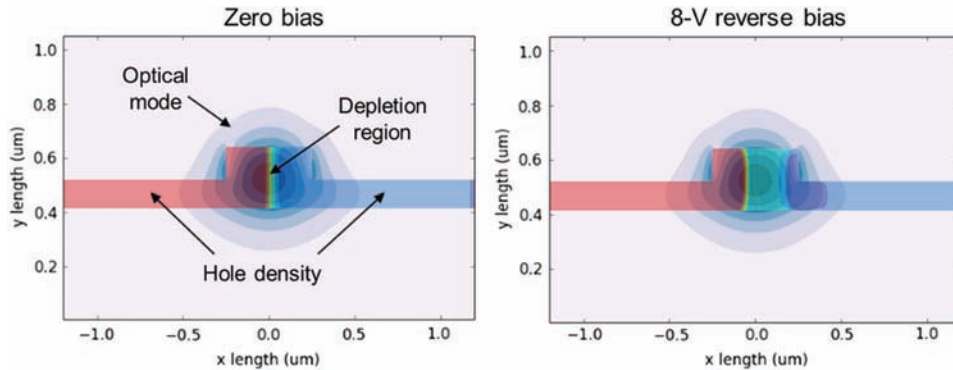 Zero bias
8-V reverse bias
1.0
0.8
0.6
0.4
0.2
y length (um)
Optical
mode
Depletion
region
Hole density
−1.0
−0.5
0.0
0.5
1.0
x length (um)
1.0
0.8
0.6
0.4
0.2
y length (um)
−1.0
−0.5
0.0
0.5
1.0
x length (um)